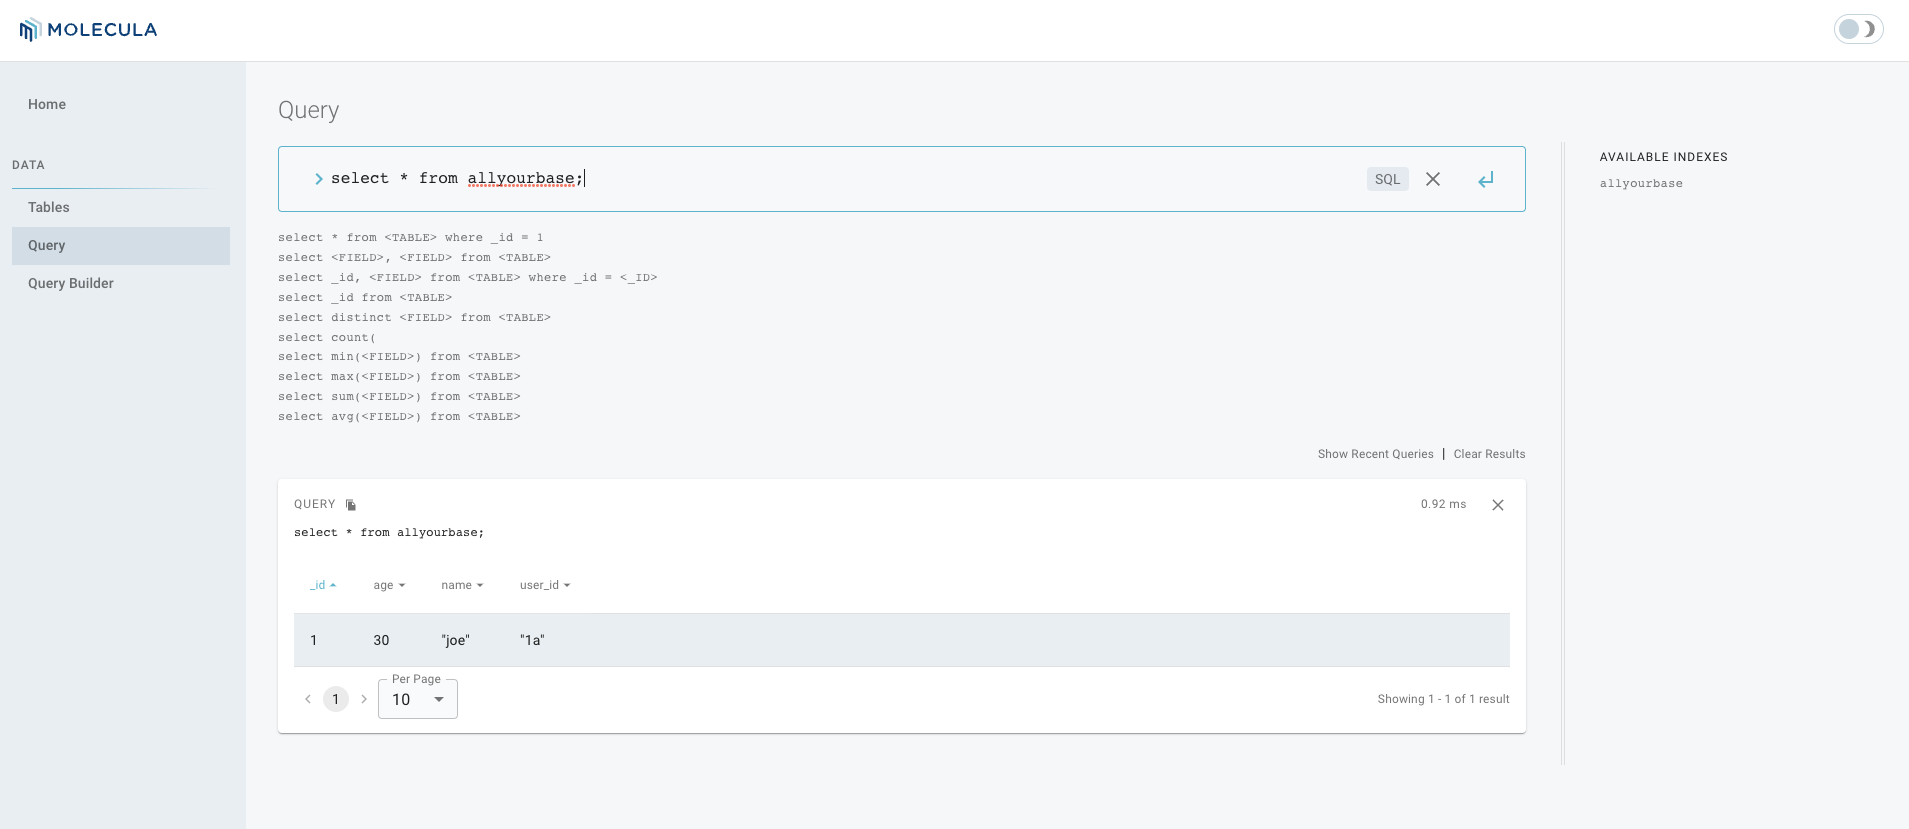 MOLECULA
Home
DATA
Tables
Query
Query Builder
Query
select * from allyourbase;
SQL
select * from <TABLE> where _id = 1
select <FIELD>, <FIELD> from <TABLE>
select _id, <FIELD> from <TABLE> where _id = <_ID>
select _id from <TABLE>
select distinct <FIELD> from <TABLE>
select count(
select min(<FIELD>) from <TABLE>
select max(<FIELD>) from <TABLE>
select sum(<FIELD>) from <TABLE>
select avg(<FIELD>) from <TABLE>
Show Recent Queries | Clear Results
QUERY 0.92 ms
select * from allyourbase;
_id age name user_id
1 30 "joe" "1a"
Per Page
1 10 Showing 1 - 1 of 1 result
AVAILABLE INDEXES
allyourbase